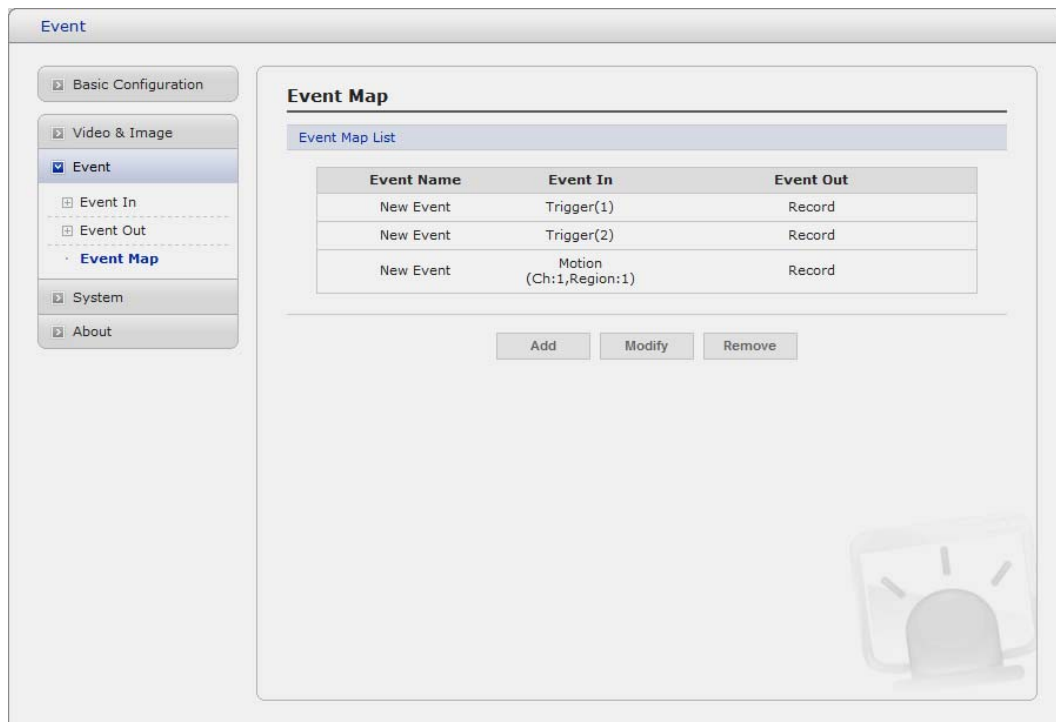 Event
Basic Configuration
Video & Image
Event
Event In
Event Out
Event Map
System
About
Event Map
Event Map List
Event Name Event In Event Out
New Event Trigger(1) Record
New Event Trigger(2) Record
New Event Motion (Ch:1,Region:1) Record
Add Modify Remove